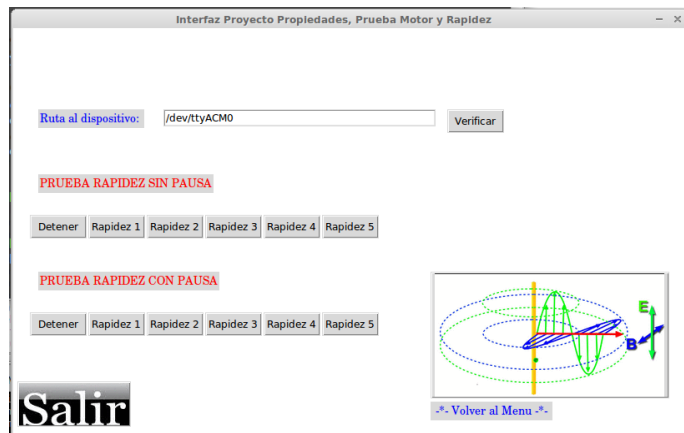 Interfaz Proyecto Propiedades, Prueba Motor y Rapidez
Ruta al dispositivo: /dev/ttyACM0 Verificar
PRUEBA RAPIDEZ SIN PAUSA
Detener Rapidez 1 Rapidez 2 Rapidez 3 Rapidez 4 Rapidez 5
PRUEBA RAPIDEZ CON PAUSA
Detener Rapidez 1 Rapidez 2 Rapidez 3 Rapidez 4 Rapidez 5
E
B
Salir
-*- Volver al Menu -*-